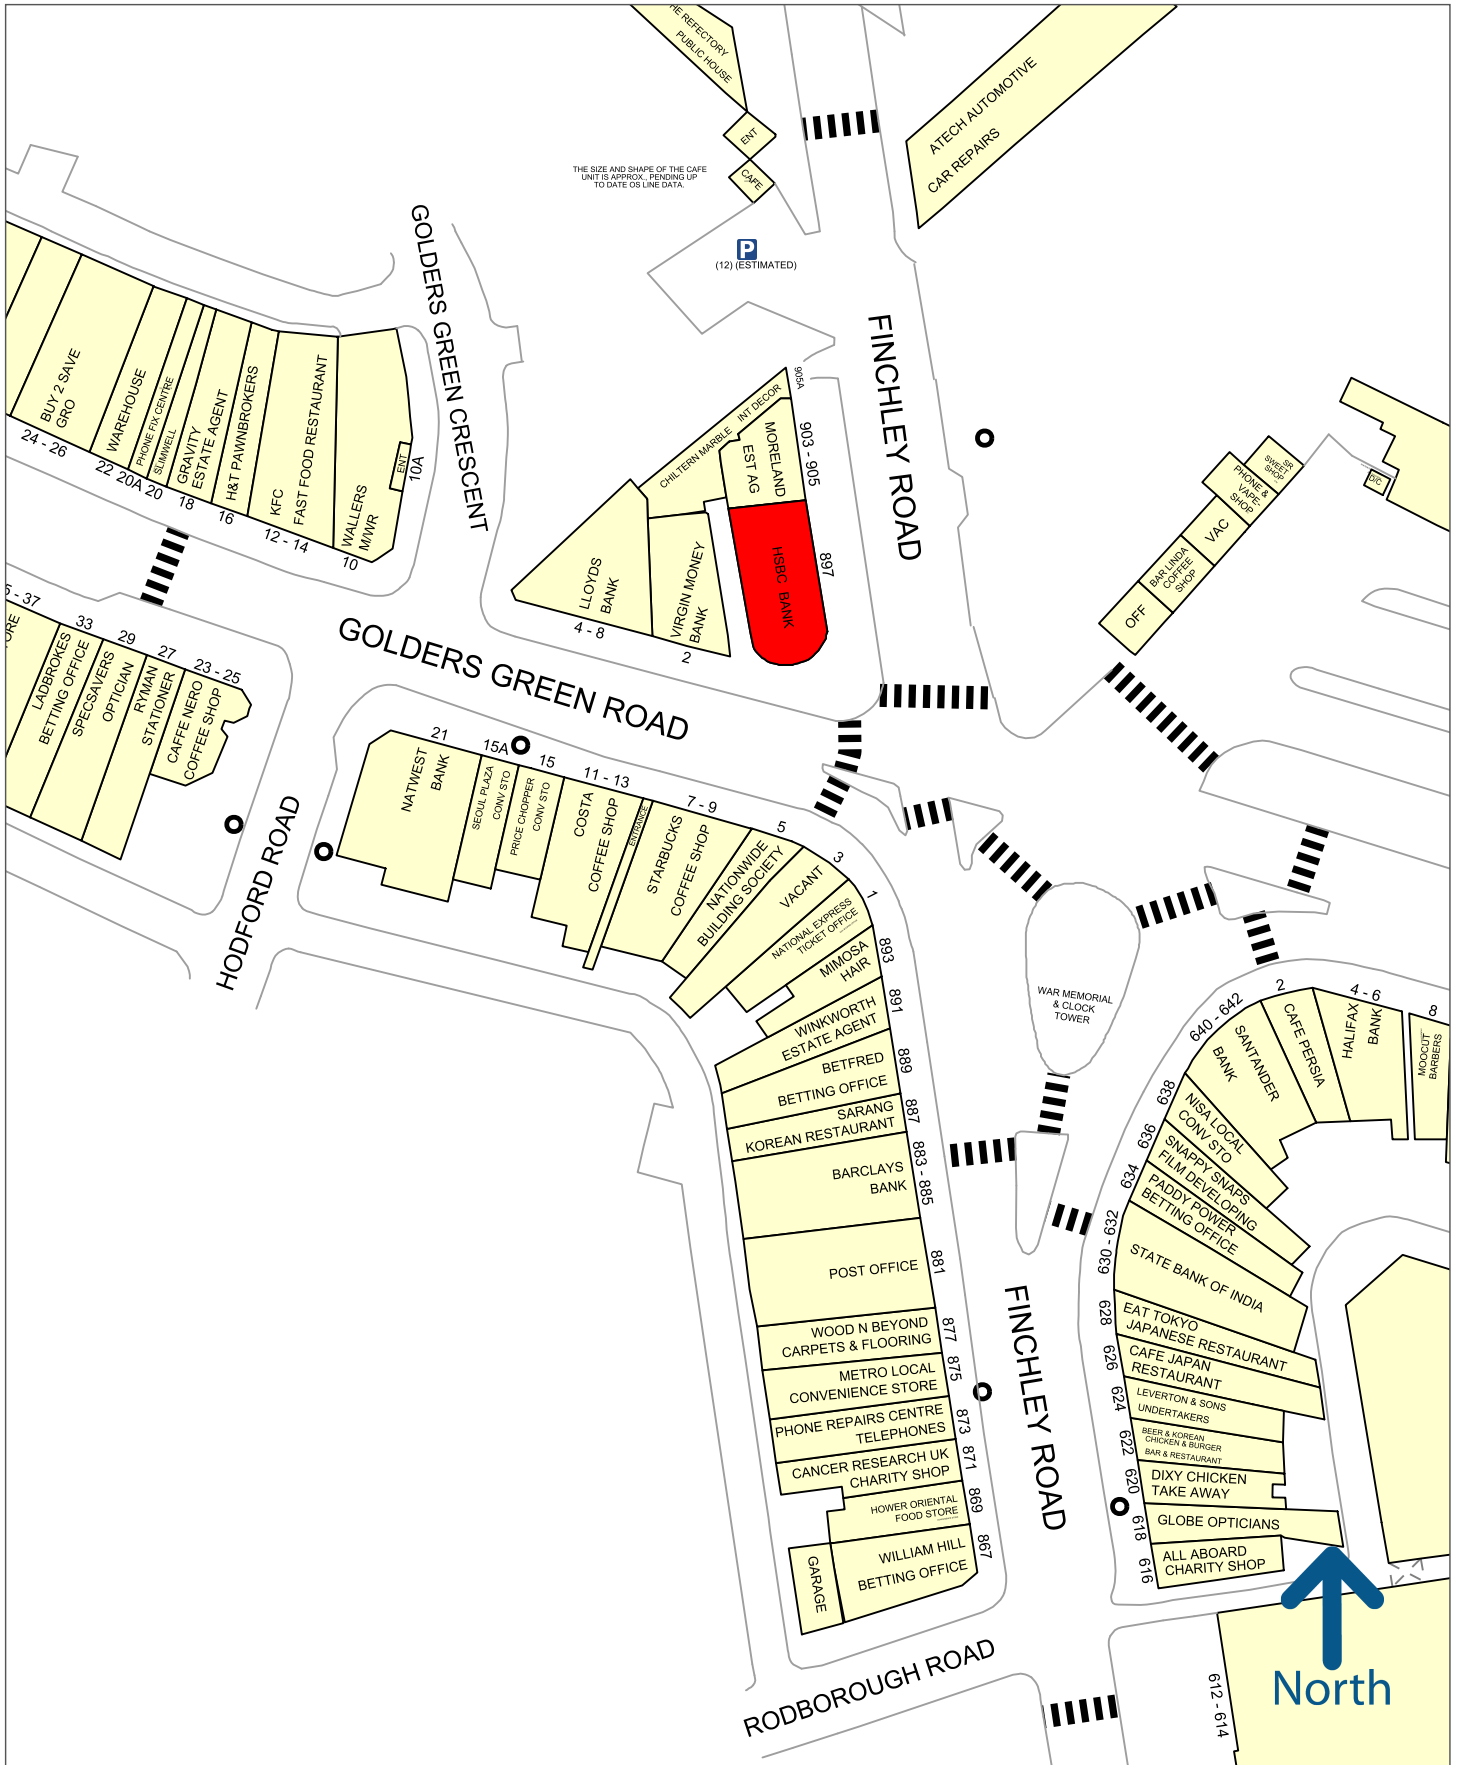 THE REFECTORY
PUBLIC HOUSE
ENT
CAFE
THE SIZE AND SHAPE OF THE CAFE
UNIT IS APPROX., PENDING UP
TO DATE OS LINE DATA.
P
(12) (ESTIMATED)
ATECH AUTOMOTIVE
CAR REPAIRS
GOLDERS GREEN CRESCENT
FINCHLEY ROAD
BUY 2 SAVE
GRO
24 - 26
WAREHOUSE
22
PHONE FIX CENTRE
20A
SLIMWELL
20
GRAVITY
ESTATE AGENT
18
H&T PAWNBROKERS
16
KFC
FAST FOOD RESTAURANT
12 - 14
WALLERS
M/WR
10
ENT
10A
905A
CHILTERN MARBLE
INT DECOR
MORELAND
EST AG
903 - 905
HSBC BANK
897
LLOYDS
BANK
4 - 8
VIRGIN MONEY
BANK
2
SR
SWEET
SHOP
PHONE &
VAPE
SHOP
VAC
BAR LINDA
COFFEE
SHOP
OFF
O/C
GOLDERS GREEN ROAD
5 - 37
ORE
33
LADBROKES
BETTING OFFICE
29
SPECSAVERS
OPTICIAN
27
RYMAN
STATIONER
23 - 25
CAFFE NERO
COFFEE SHOP
HODFORD ROAD
21
NATWEST
BANK
15A
SEOUL PLAZA
CONV STO
15
PRICE CHOPPER
CONV STO
11 - 13
COSTA
COFFEE SHOP
ENTRANCE
7 - 9
STARBUCKS
COFFEE SHOP
5
NATIONWIDE
BUILDING SOCIETY
3
VACANT
1
NATIONAL EXPRESS
TICKET OFFICE
893
MIMOSA
HAIR
891
WINKWORTH
ESTATE AGENT
889
BETFRED
BETTING OFFICE
887
SARANG
KOREAN RESTAURANT
883 - 885
BARCLAYS
BANK
881
POST OFFICE
877
WOOD N BEYOND
CARPETS & FLOORING
875
METRO LOCAL
CONVENIENCE STORE
873
PHONE REPAIRS CENTRE
TELEPHONES
871
CANCER RESEARCH UK
CHARITY SHOP
869
HOWER ORIENTAL
FOOD STORE
867
WILLIAM HILL
BETTING OFFICE
GARAGE
WAR MEMORIAL
& CLOCK
TOWER
FINCHLEY ROAD
8
MOOCUT
BARBERS
4 - 6
HALIFAX
BANK
2
CAFE PERSIA
640 - 642
SANTANDER
BANK
638
NISA LOCAL
CONV STO
636
SNAPPY SNAPS
FILM DEVELOPING
634
PADDY POWER
BETTING OFFICE
630 - 632
STATE BANK OF INDIA
628
EAT TOKYO
JAPANESE RESTAURANT
626
CAFE JAPAN
RESTAURANT
624
LEVERTON & SONS
UNDERTAKERS
622
BEER & KOREAN
CHICKEN & BURGER
BAR & RESTAURANT
620
DIXY CHICKEN
TAKE AWAY
618
GLOBE OPTICIANS
616
ALL ABOARD
CHARITY SHOP
612 - 614
RODBOROUGH ROAD
North